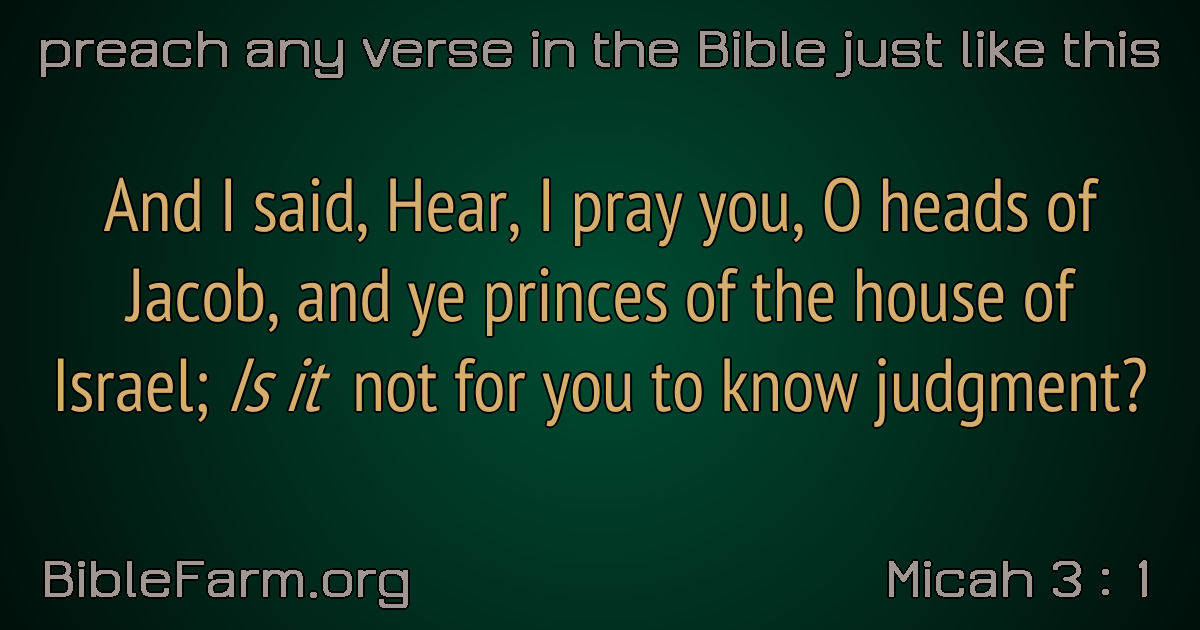 preach any verse in the Bible just like this
And I said, Hear, I pray you, O heads of
Jacob, and ye princes of the house of
Israel; Is it not for you to know judgment?
BibleFarm.org
Micah 3 : 1